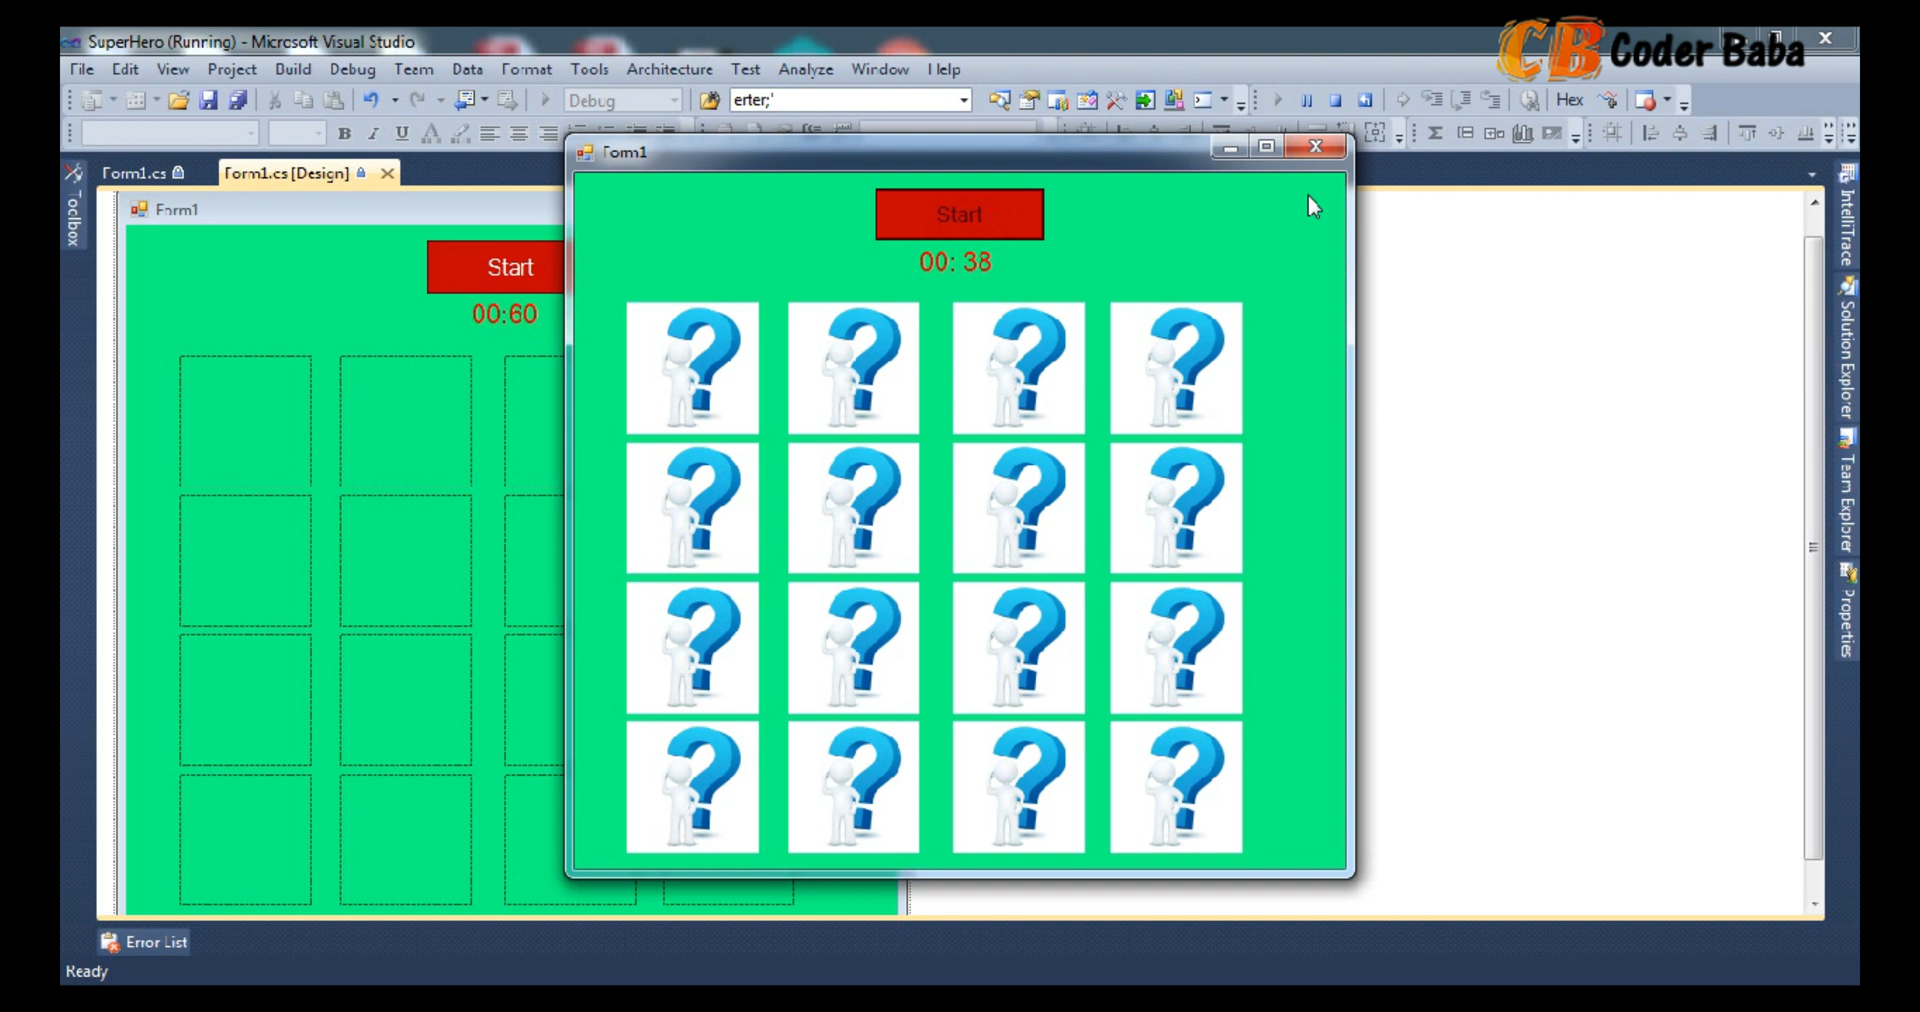 SuperHero (Running) - Microsoft Visual Studio
Coder Baba
File Edit View Project Build Debug Team Data Format Tools Architecture Test Analyze Window Help
Debug erter;' Hex
B I U
Form1.cs Form1.cs [Design]
Toolbox
Form1
Start
00:60
Form1
Start
00: 38
IntelliTrace
Solution Explorer
Team Explorer
Properties
Error List
Ready